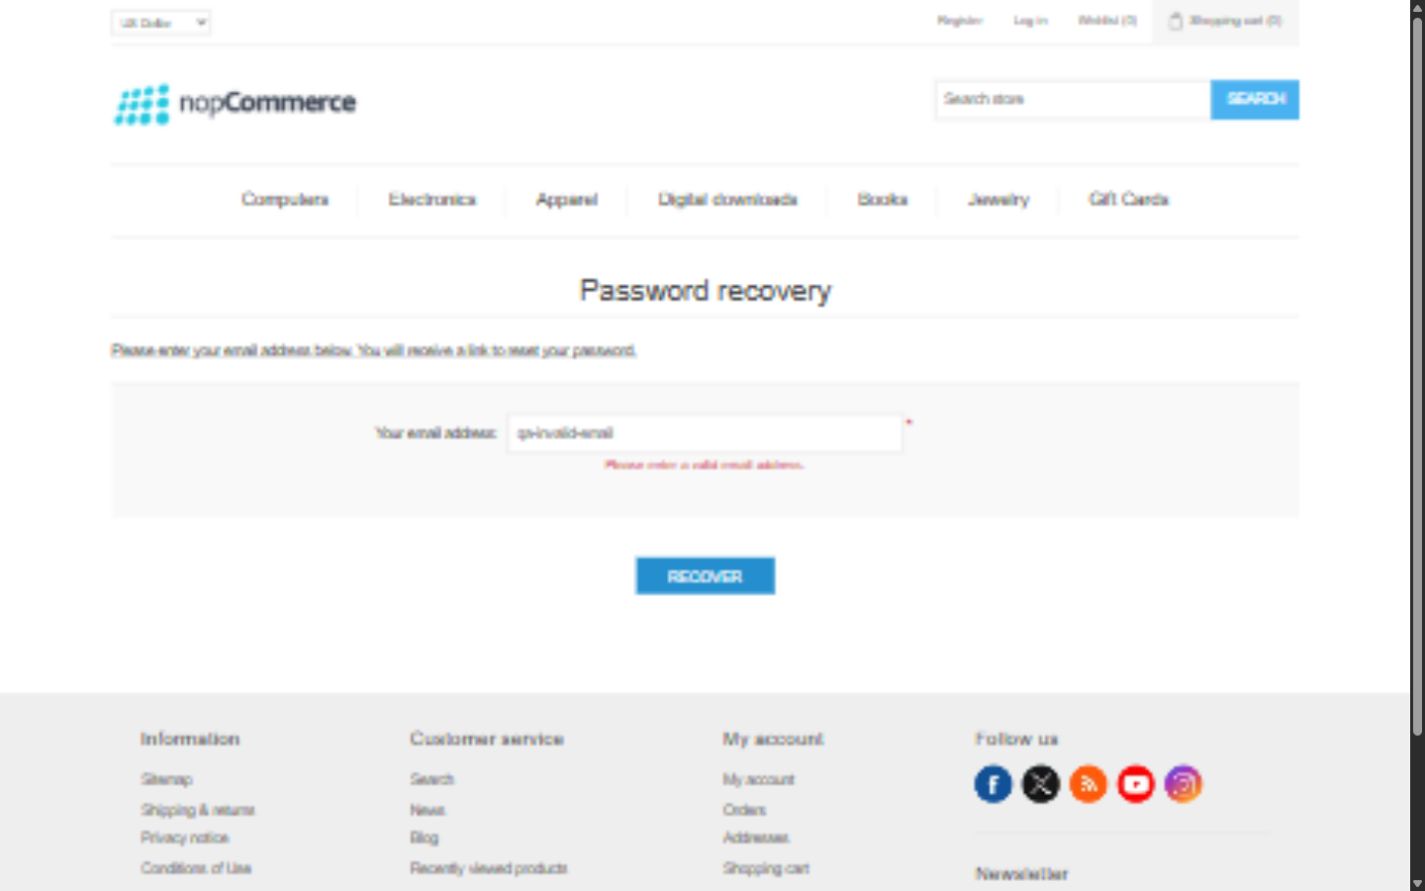 US Dollar
Register Log in Wishlist (0) Shopping cart (0)
nopCommerce
Search store SEARCH
Computers Electronics Apparel Digital downloads Books Jewelry Gift Cards
Password recovery
Please enter your email address below. You will receive a link to reset your password.
Your email address: qa-invalid-email *
Please enter a valid email address.
RECOVER
Information Customer service My account Follow us
Sitemap Search My account
Shipping & returns News Orders
Privacy notice Blog Addresses
Conditions of Use Recently viewed products Shopping cart
Newsletter